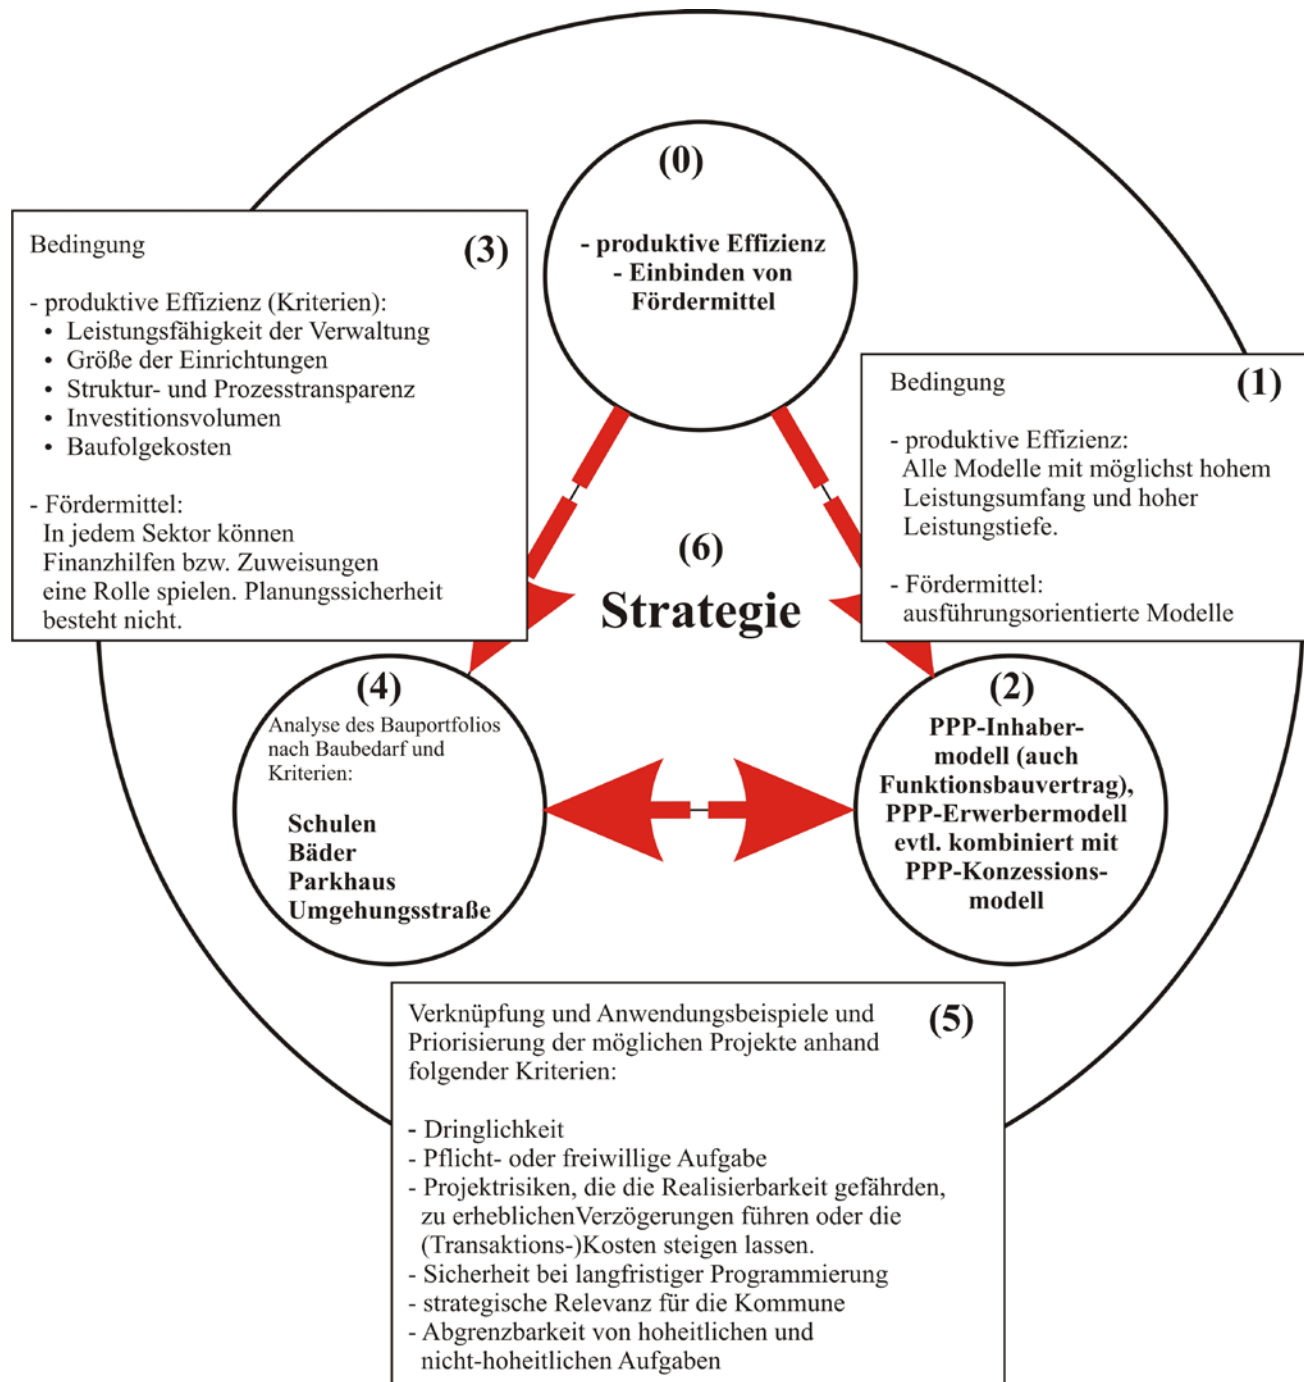 (0)
- produktive Effizienz
- Einbinden von
Fördermittel
(3)
Bedingung
- produktive Effizienz (Kriterien):
• Leistungsfähigkeit der Verwaltung
• Größe der Einrichtungen
• Struktur- und Prozesstransparenz
• Investitionsvolumen
• Baufolgekosten
- Fördermittel:
In jedem Sektor können
Finanzhilfen bzw. Zuweisungen
eine Rolle spielen. Planungssicherheit
besteht nicht.
(1)
Bedingung
- produktive Effizienz:
Alle Modelle mit möglichst hohem
Leistungsumfang und hoher
Leistungstiefe.
- Fördermittel:
ausführungsorientierte Modelle
(6)
Strategie
(4)
Analyse des Bauportfolios
nach Baubedarf und
Kriterien:
Schulen
Bäder
Parkhaus
Umgehungsstraße
(2)
PPP-Inhaber-
modell (auch
Funktionsbauvertrag),
PPP-Erwerbermodell
evtl. kombiniert mit
PPP-Konzessions-
modell
(5)
Verknüpfung und Anwendungsbeispiele und
Priorisierung der möglichen Projekte anhand
folgender Kriterien:
- Dringlichkeit
- Pflicht- oder freiwillige Aufgabe
- Projektrisiken, die die Realisierbarkeit gefährden,
zu erheblichenVerzögerungen führen oder die
(Transaktions-)Kosten steigen lassen.
- Sicherheit bei langfristiger Programmierung
- strategische Relevanz für die Kommune
- Abgrenzbarkeit von hoheitlichen und
nicht-hoheitlichen Aufgaben